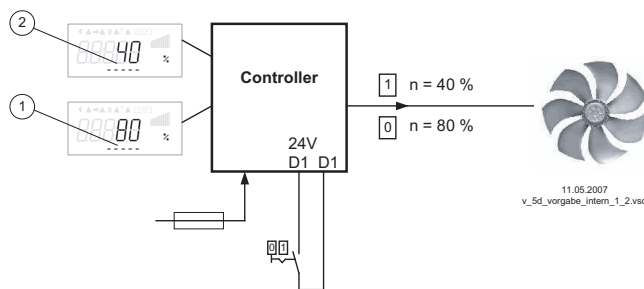 2
40
%
1
80
%
Controller
24V
D1 D1
1 n = 40 %
0 n = 80 %
0 1
11.05.2007
v_5d_vorgabe_intern_1_2.vsd